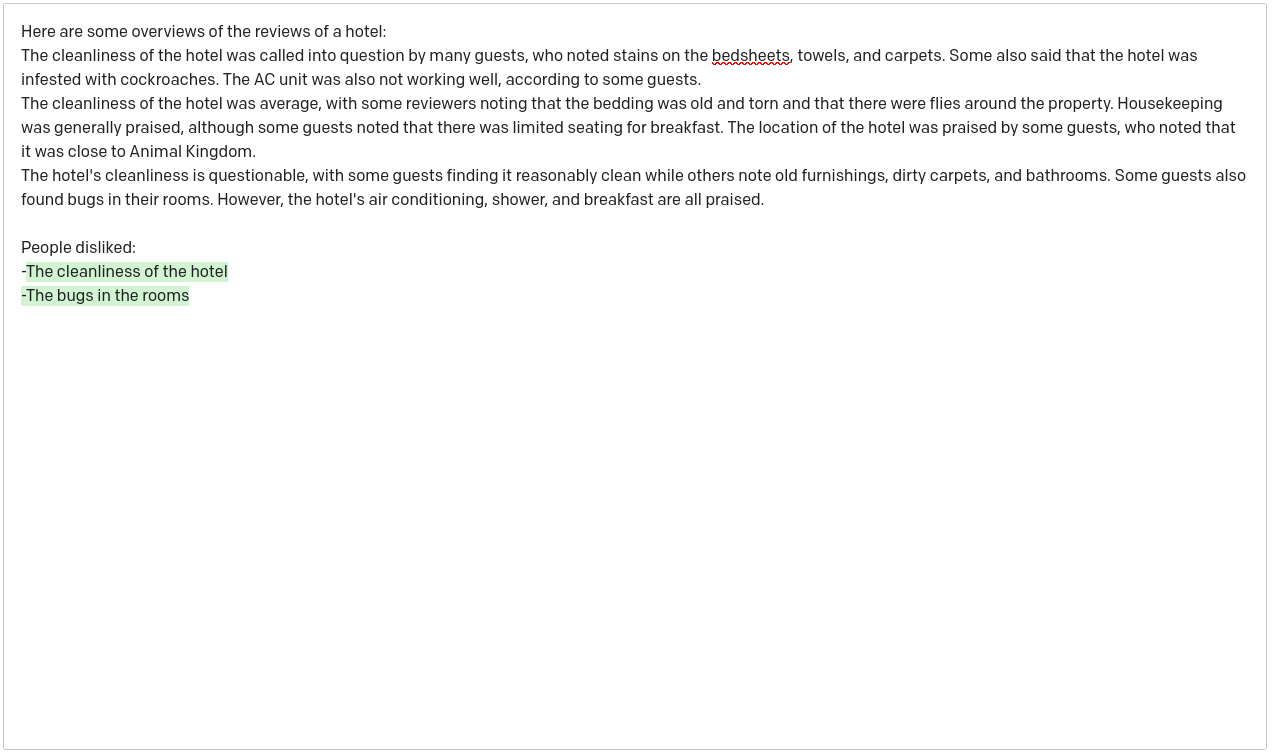 Here are some overviews of the reviews of a hotel:
The cleanliness of the hotel was called into question by many guests, who noted stains on the bedsheets, towels, and carpets. Some also said that the hotel was
infested with cockroaches. The AC unit was also not working well, according to some guests.
The cleanliness of the hotel was average, with some reviewers noting that the bedding was old and torn and that there were flies around the property. Housekeeping
was generally praised, although some guests noted that there was limited seating for breakfast. The location of the hotel was praised by some guests, who noted that
it was close to Animal Kingdom.
The hotel's cleanliness is questionable, with some guests finding it reasonably clean while others note old furnishings, dirty carpets, and bathrooms. Some guests also
found bugs in their rooms. However, the hotel's air conditioning, shower, and breakfast are all praised.
People disliked:
-The cleanliness of the hotel
-The bugs in the rooms